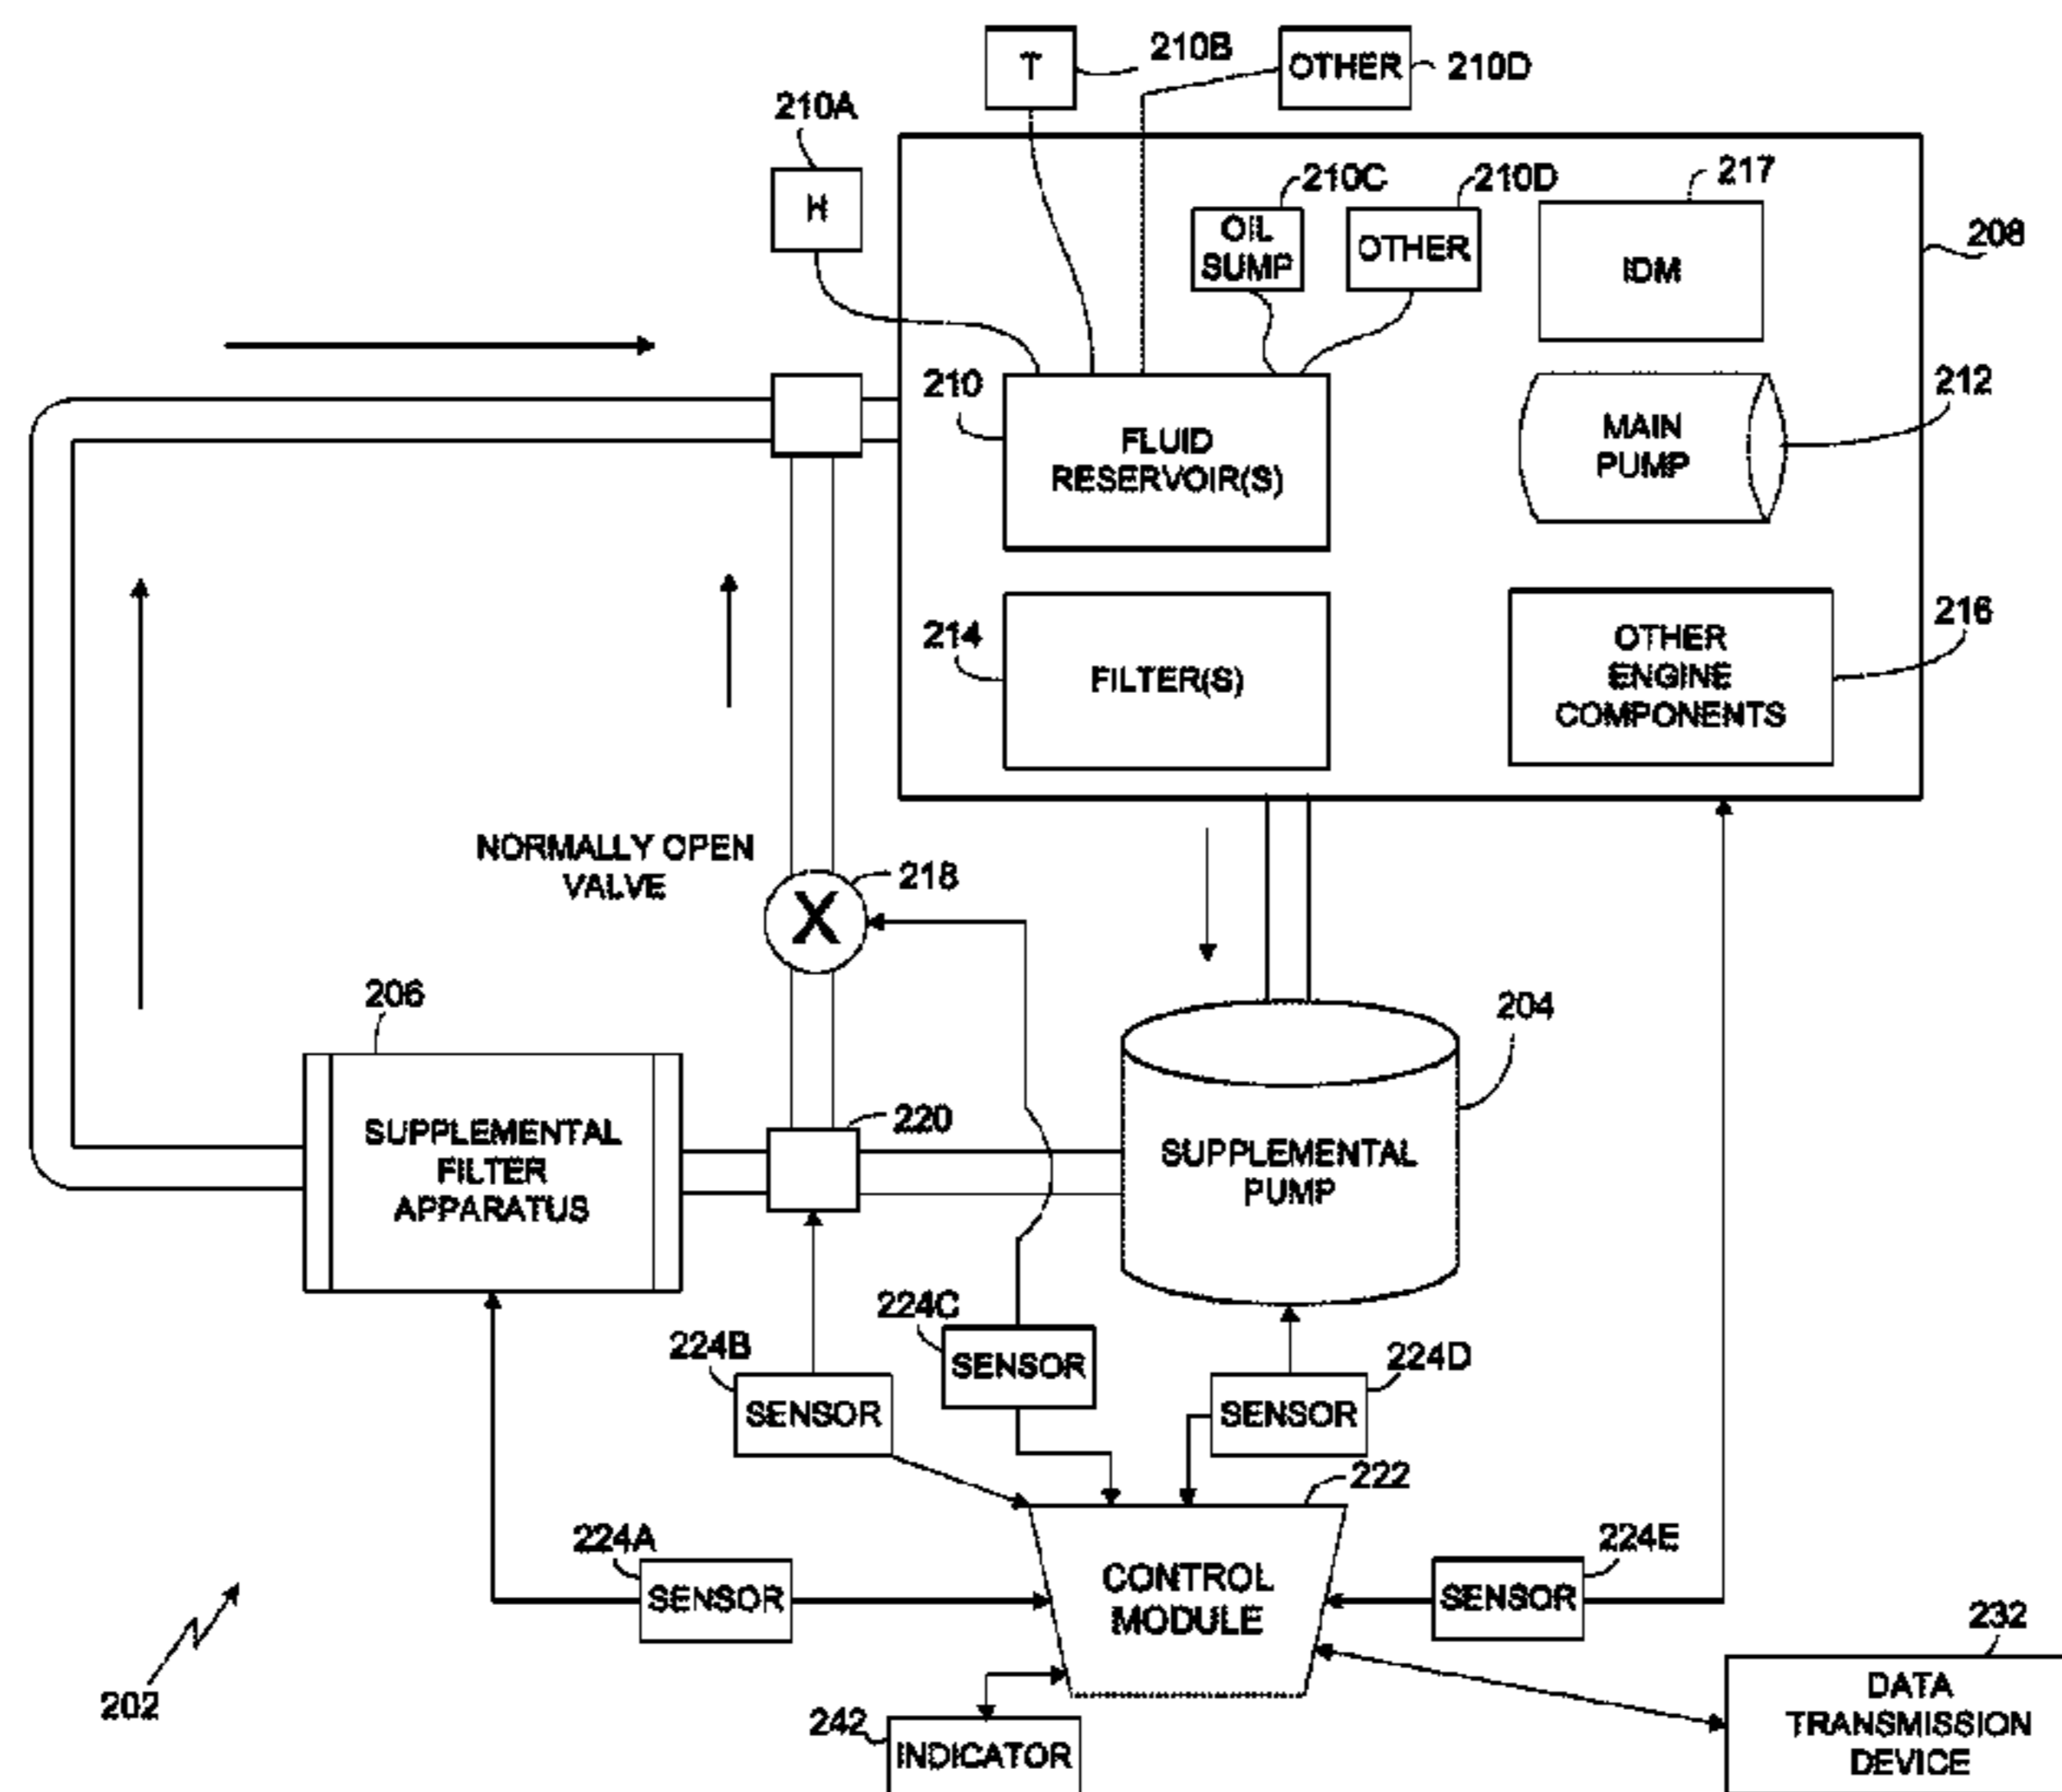 T
210B
OTHER
210D
210A
H
210C
OIL
SUMP
210D
OTHER
217
IDM
208
210
FLUID
RESERVOIR(S)
MAIN
PUMP
212
214
FILTER(S)
OTHER
ENGINE
COMPONENTS
216
NORMALLY OPEN
VALVE
218
X
206
204
220
SUPPLEMENTAL
FILTER
APPARATUS
SUPPLEMENTAL
PUMP
224C
SENSOR
224B
SENSOR
224D
SENSOR
222
224A
SENSOR
CONTROL
MODULE
224E
SENSOR
202
232
DATA
TRANSMISSION
DEVICE
242
INDICATOR